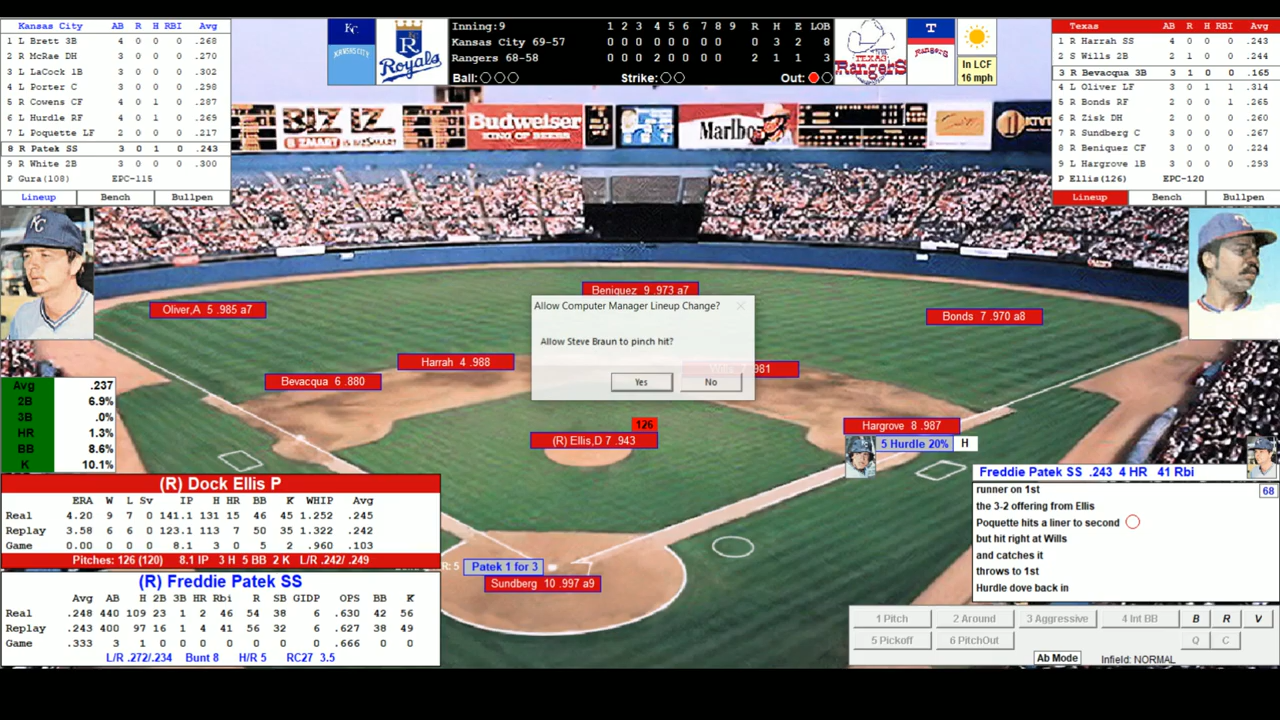 Kansas City AB R H RBI Avg
1 L Brett 3B 4 0 0 0 .268
2 R McRae DH 3 0 0 0 .270
3 L LaCock 1B 3 0 0 0 .302
4 L Porter C 3 0 0 0 .298
5 R Cowens CF 4 0 1 0 .287
6 L Hurdle RF 4 0 1 0 .269
7 L Poquette LF 2 0 0 0 .217
8 R Patek SS 3 0 1 0 .243
9 R White 2B 3 0 0 0 .300
P Gura(108) EPC-115
Lineup Bench Bullpen
KC
KANSAS CITY
R
Royals
Inning:9 1 2 3 4 5 6 7 8 9 R H E LOB
Kansas City 69-57 0 0 0 0 0 0 0 0 0 0 3 2 8
Rangers 68-58 0 0 0 2 0 0 0 0 2 1 1 3
Ball: Strike: Out:
TEXAS
Rangers
T
RANGERS
In LCF
16 mph
Texas AB R H RBI Avg
1 R Harrah SS 4 0 0 0 .243
2 S Wills 2B 2 1 0 0 .244
3 R Bevacqua 3B 3 1 0 0 .165
4 L Oliver LF 3 0 1 1 .314
5 R Bonds RF 2 0 0 1 .265
6 R Zisk DH 2 0 0 0 .260
7 R Sundberg C 3 0 0 0 .267
8 R Beniquez CF 3 0 0 0 .224
9 L Hargrove 1B 3 0 0 0 .293
P Ellis(126) EPC-120
Lineup Bench Bullpen
Budweiser
KING OF BEERS
Marlboro
Beniquez 9 .973 a7
Oliver,A 5 .985 a7
Bonds 7 .970 a8
Allow Computer Manager Lineup Change?
Allow Steve Braun to pinch hit?
Yes No
Harrah 4 .988
Bevacqua 6 .880
Hargrove 8 .987
126
(R) Ellis,D 7 .943
5 Hurdle 20% H
Avg .237
2B 6.9%
3B .0%
HR 1.3%
BB 8.6%
K 10.1%
Freddie Patek SS .243 4 HR 41 Rbi
runner on 1st 68
the 3-2 offering from Ellis
Poquette hits a liner to second
but hit right at Wills
and catches it
throws to 1st
Hurdle dove back in
(R) Dock Ellis P
ERA W L Sv IP H HR BB K WHIP Avg
Real 4.20 9 7 0 141.1 131 15 46 45 1.252 .245
Replay 3.58 6 6 0 123.1 113 7 50 35 1.322 .242
Game 0.00 0 0 0 8.1 3 0 5 2 .960 .103
Pitches: 126 (120) 8.1 IP 3 H 5 BB 2 K L/R .242/ .249
R: 5
Patek 1 for 3
Sundberg 10 .997 a9
(R) Freddie Patek SS
Avg AB H 2B 3B HR Rbi R SB GIDP OPS BB K
Real .248 440 109 23 1 2 46 54 38 6 .630 42 56
Replay .243 400 97 16 1 4 41 56 32 6 .627 38 49
Game .333 3 1 0 0 0 0 0 0 0 .666 0 0
L/R .272/.234 Bunt 8 H/R 5 RC27 3.5
1 Pitch 2 Around 3 Aggressive 4 Int BB B R V
5 Pickoff 6 PitchOut Q C
Ab Mode Infield: NORMAL